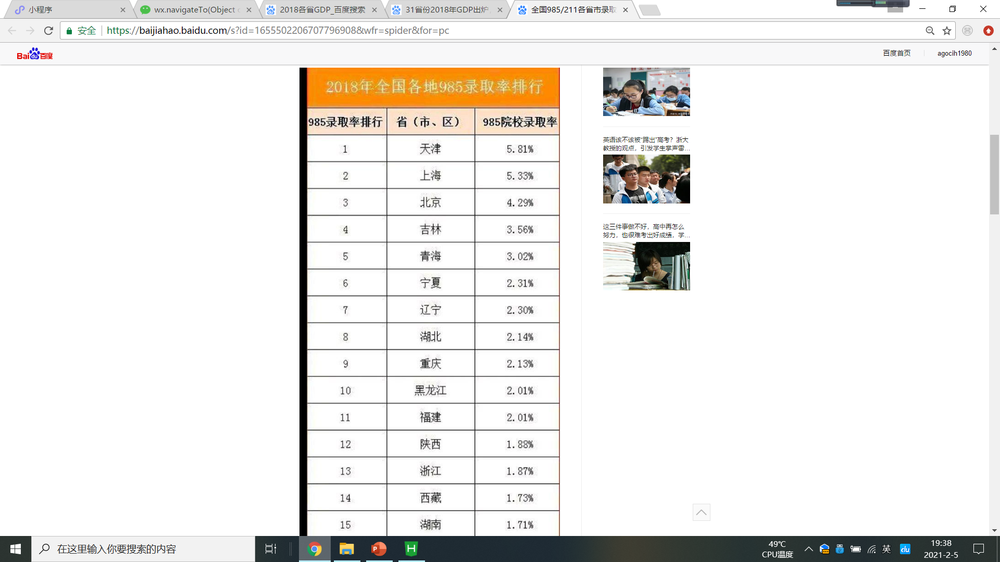 小程序
wx.navigateTo(Object
2018各省GDP_百度搜索
31省份2018年GDP出炉
全国985/211各省市录取
安全
https://baijiahao.baidu.com/s?id=1655502206707796908&wfr=spider&for=pc
Bai du 百度
百度首页
agocih1980
2018年全国各地985录取率排行
985录取率排行 省（市、区） 985院校录取率
1 天津 5.81%
2 上海 5.33%
3 北京 4.29%
4 吉林 3.56%
5 青海 3.02%
6 宁夏 2.31%
7 辽宁 2.30%
8 湖北 2.14%
9 重庆 2.13%
10 黑龙江 2.01%
11 福建 2.01%
12 陕西 1.88%
13 浙江 1.87%
14 西藏 1.73%
15 湖南 1.71%
英语该不该被“踢出”高考？浙大
教授的观点，引发学生掌声雷...
这三件事做不好，高中再怎么
努力，也很难考出好成绩，学...
在这里输入你要搜索的内容
49℃
CPU温度
英
du
19:38
2021-2-5